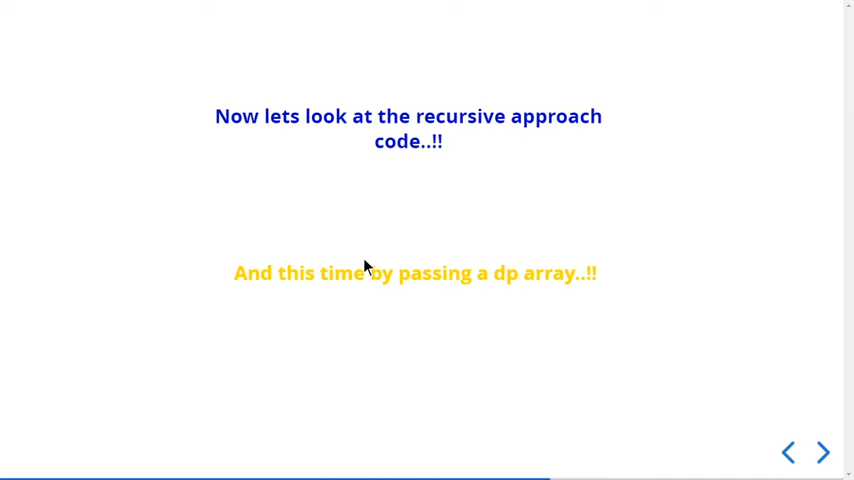 Now lets look at the recursive approach
code..!!
And this time by passing a dp array..!!